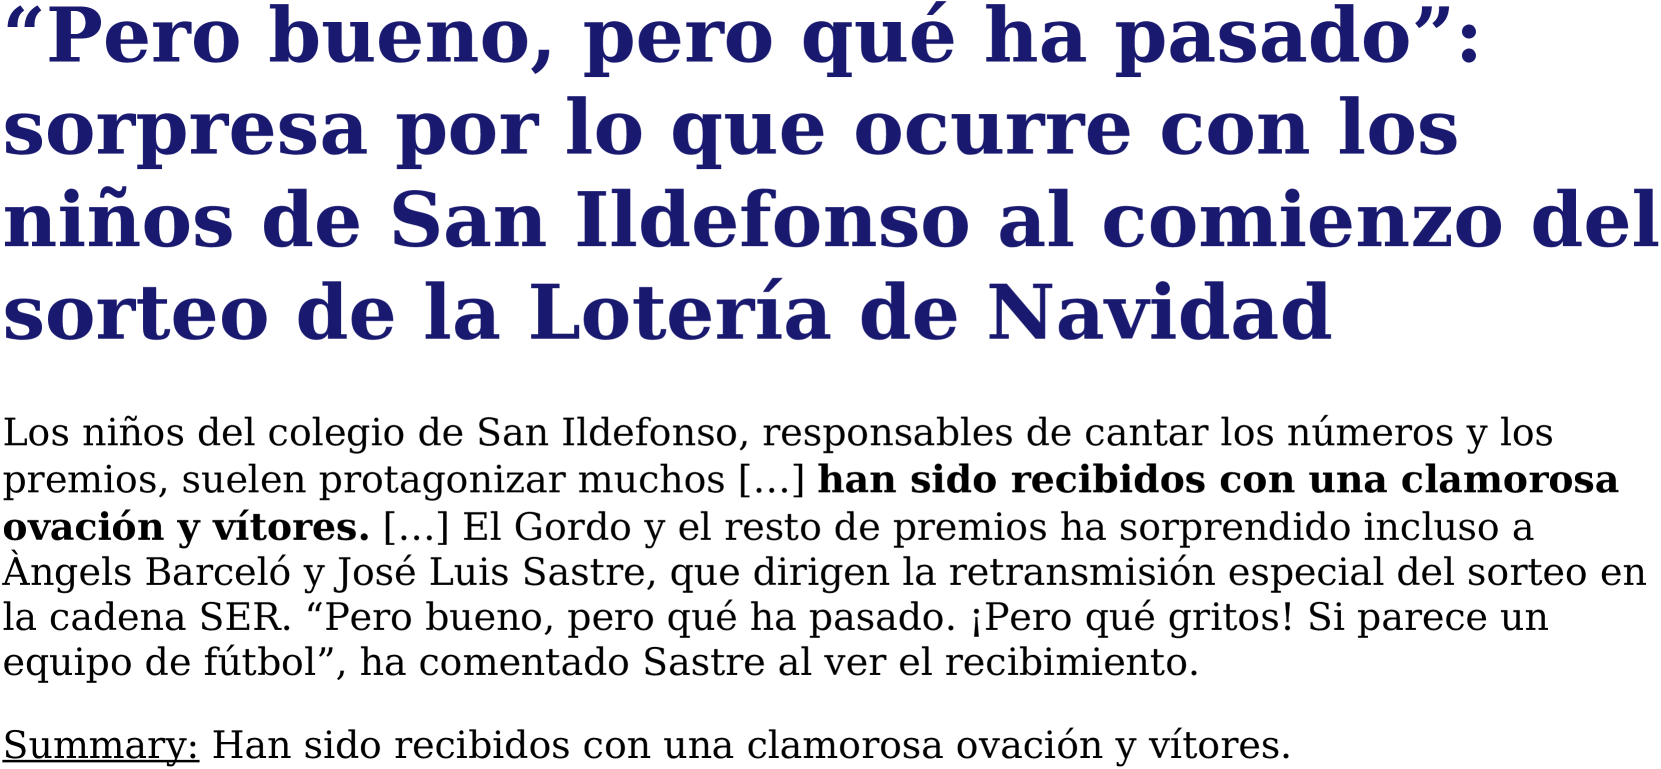 “Pero bueno, pero qué ha pasado”:
sorpresa por lo que ocurre con los
niños de San Ildefonso al comienzo del
sorteo de la Lotería de Navidad
Los niños del colegio de San Ildefonso, responsables de cantar los números y los
premios, suelen protagonizar muchos [...] han sido recibidos con una clamorosa
ovación y vítores. [...] El Gordo y el resto de premios ha sorprendido incluso a
Àngels Barceló y José Luis Sastre, que dirigen la retransmisión especial del sorteo en
la cadena SER. “Pero bueno, pero qué ha pasado. ¡Pero qué gritos! Si parece un
equipo de fútbol”, ha comentado Sastre al ver el recibimiento.
Summary: Han sido recibidos con una clamorosa ovación y vítores.